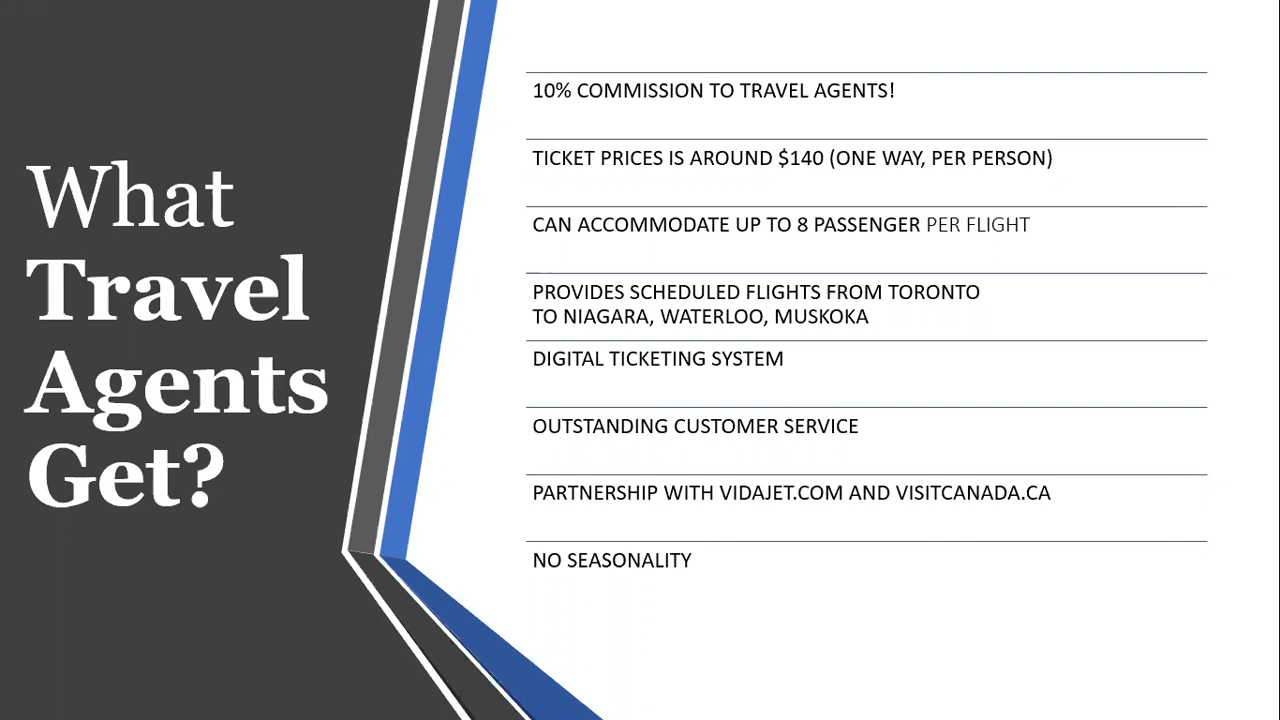 What
Travel
Agents
Get?
10% COMMISSION TO TRAVEL AGENTS!
TICKET PRICES IS AROUND $140 (ONE WAY, PER PERSON)
CAN ACCOMMODATE UP TO 8 PASSENGER PER FLIGHT
PROVIDES SCHEDULED FLIGHTS FROM TORONTO
TO NIAGARA, WATERLOO, MUSKOKA
DIGITAL TICKETING SYSTEM
OUTSTANDING CUSTOMER SERVICE
PARTNERSHIP WITH VIDAJET.COM AND VISITCANADA.CA
NO SEASONALITY